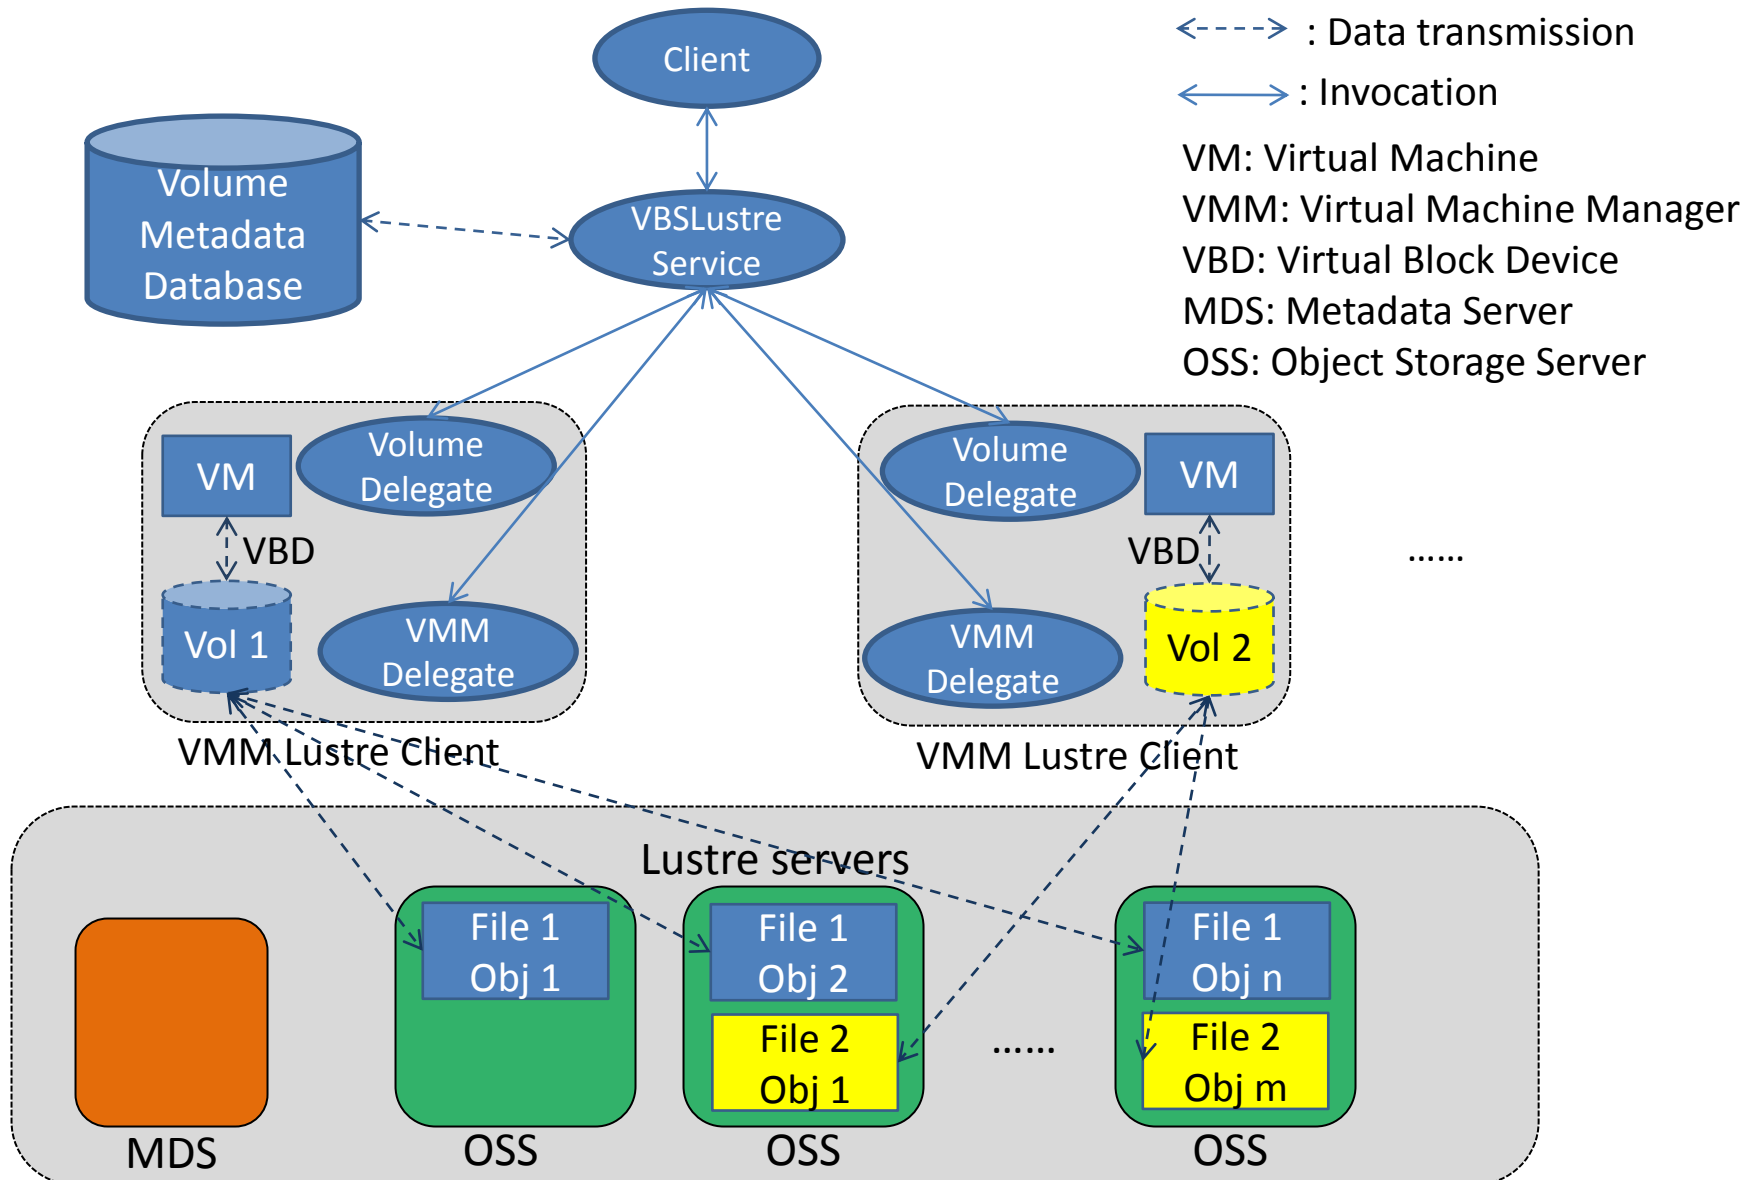 Client
: Data transmission
: Invocation
VM: Virtual Machine
VMM: Virtual Machine Manager
VBD: Virtual Block Device
MDS: Metadata Server
OSS: Object Storage Server
Volume
Metadata
Database
VBSLustre
Service
VM
Volume
Delegate
VBD
Vol 1
VMM
Delegate
VMM Lustre Client
Volume
Delegate
VM
VBD
VMM
Delegate
Vol 2
VMM Lustre Client
......
Lustre servers
MDS
File 1
Obj 1
OSS
File 1
Obj 2
File 2
Obj 1
OSS
......
File 1
Obj n
File 2
Obj m
OSS